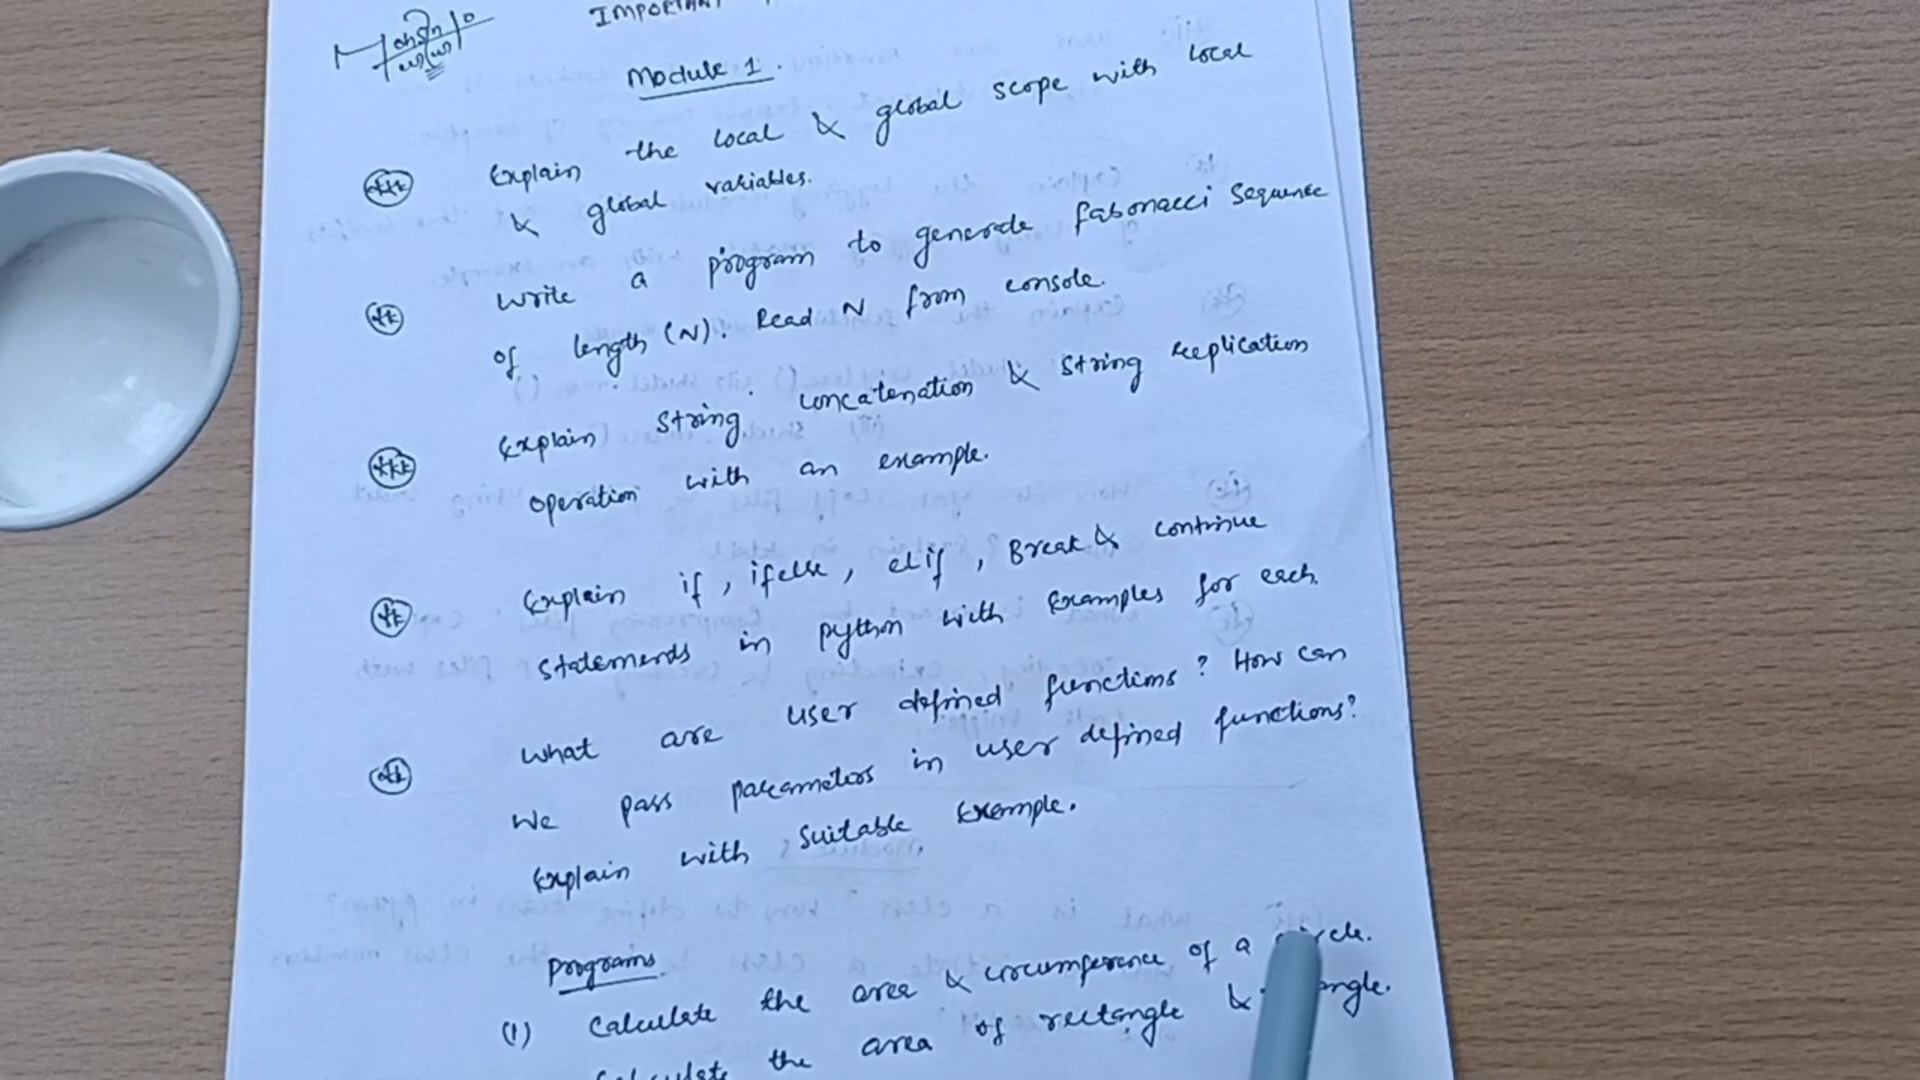 IMPORTANT
Module 1.
*** Explain the local & global scope with local
& global variables.
** Write a program to generate fabonacci Sequence
of length (N). Read N from console.
*** Explain String concatenation & String replication
operation with an example.
** Explain if, ifelse, elif, Break & continue
statements in python with Examples for each.
** What are user defined functions? How can
We pass parameters in user defined functions?
Explain with Suitable Example.
Programs
(1) Calculate the area & circumference of a circle.
Calculate the area of rectangle &